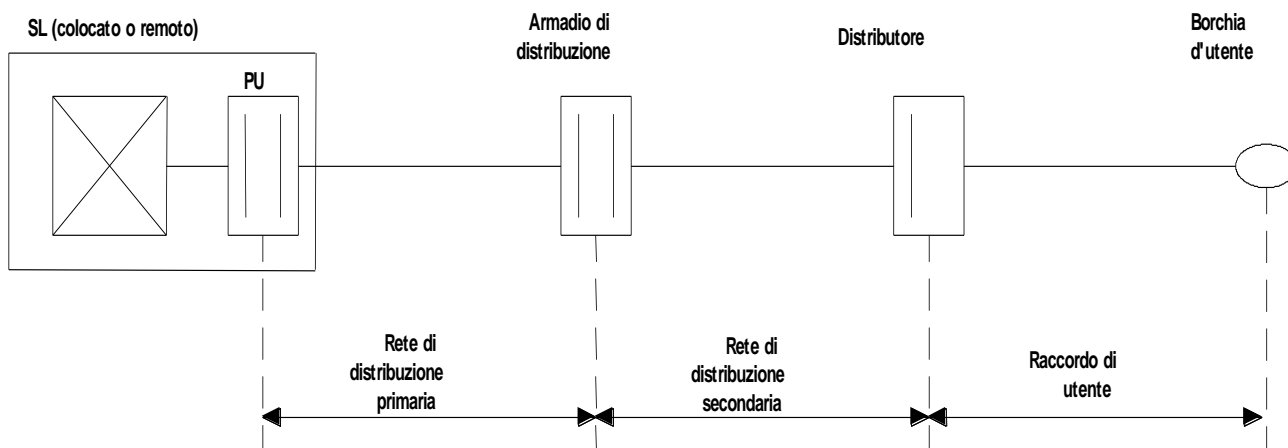 SL (colocato o remoto)
PU
Armadio di
distribuzione
Distributore
Borchia
d'utente
Rete di
distribuzione
primaria
Rete di
distribuzione
secondaria
Raccordo di
utente